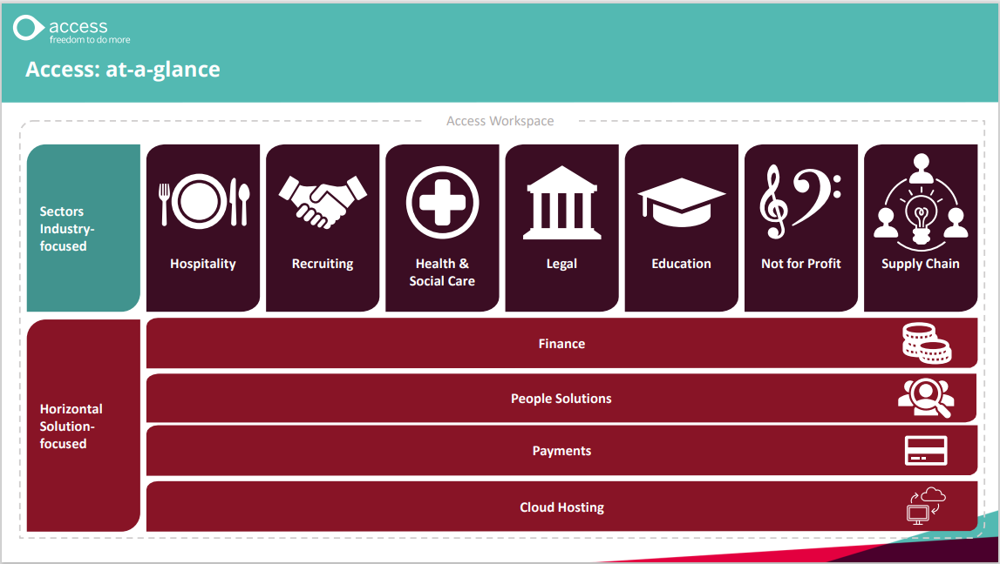 access
freedom to do more
Access: at-a-glance
Access Workspace
Sectors
Industry-
focused
Hospitality
Recruiting
Health &
Social Care
Legal
Education
Not for Profit
Supply Chain
Horizontal
Solution-
focused
Finance
People Solutions
Payments
Cloud Hosting